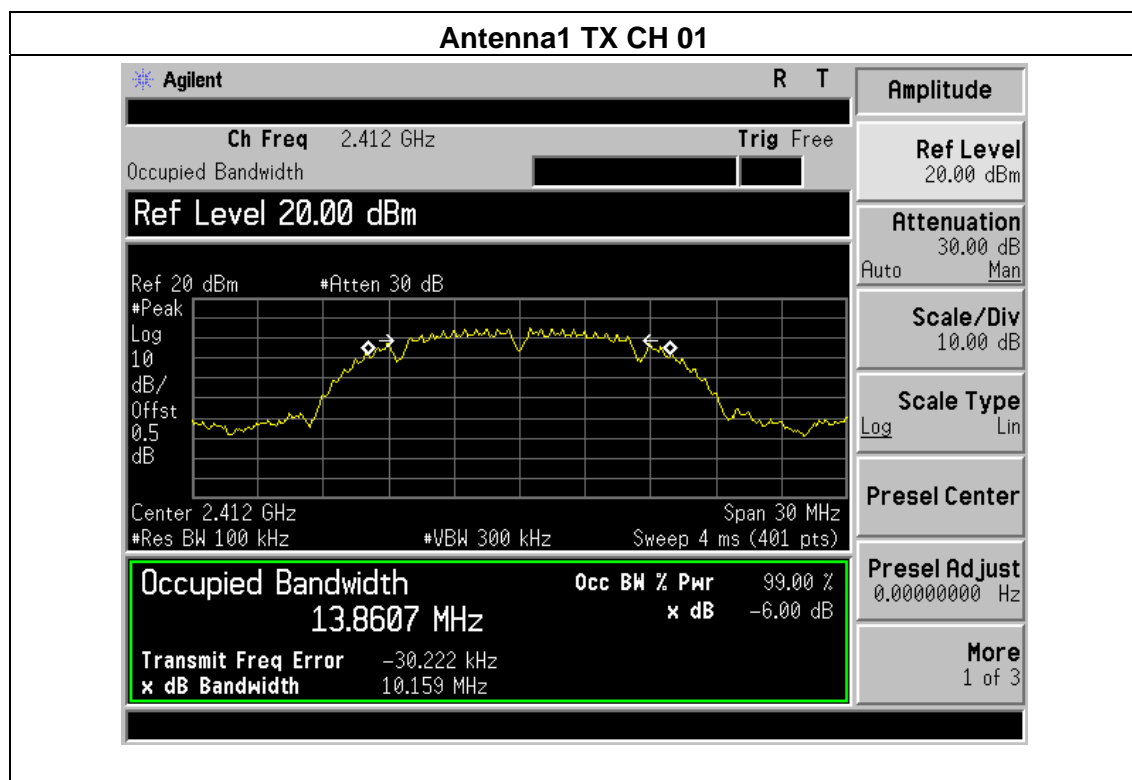 Antenna1 TX CH 01
Agilent R T
Ch Freq 2.412 GHz Trig Free
Occupied Bandwidth
Ref Level 20.00 dBm
Ref 20 dBm #Atten 30 dB
#Peak
Log
10
dB/
Offst
0.5
dB
Center 2.412 GHz Span 30 MHz
#Res BW 100 kHz #VBW 300 kHz Sweep 4 ms (401 pts)
Occupied Bandwidth Occ BW % Pwr 99.00 %
13.8607 MHz x dB -6.00 dB
Transmit Freq Error -30.222 kHz
x dB Bandwidth 10.159 MHz
Amplitude
Ref Level
20.00 dBm
Attenuation
30.00 dB
Auto Man
Scale/Div
10.00 dB
Scale Type
Log Lin
Presel Center
Presel Adjust
0.00000000 Hz
More
1 of 3